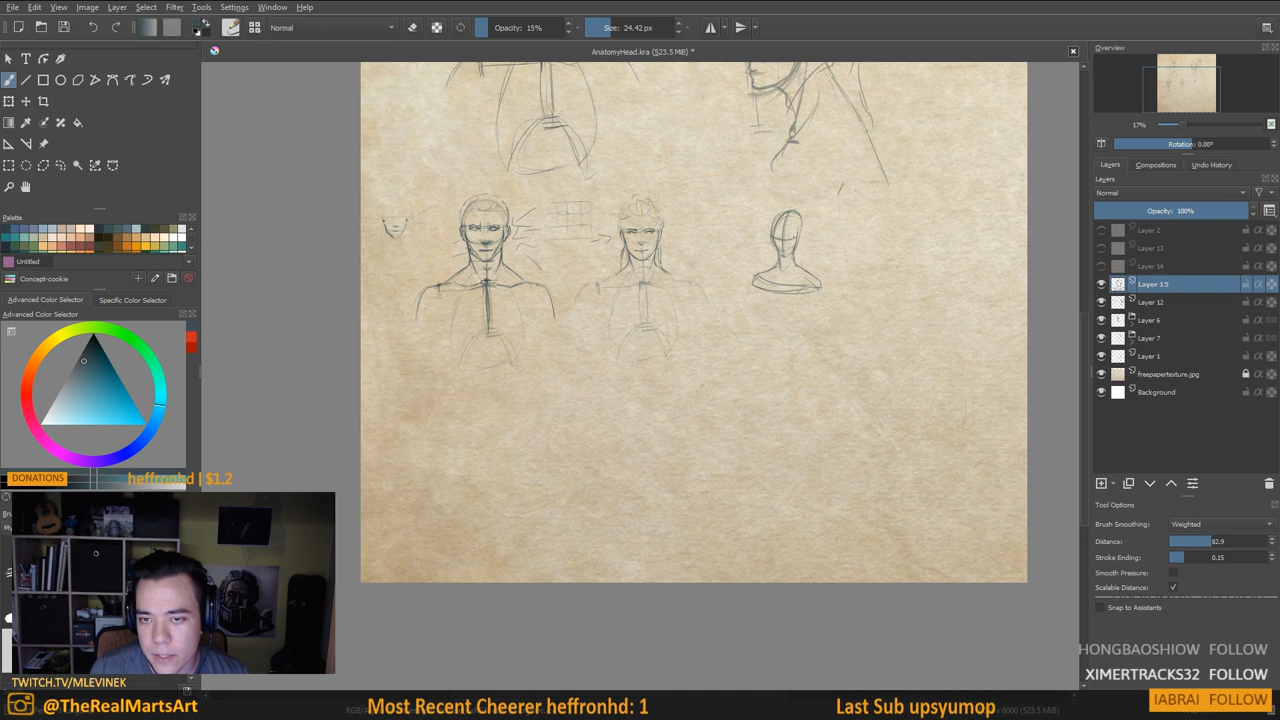 File Edit View Image Layer Select Filter Tools Settings Window Help
Normal
Opacity: 15%
Size: 24.42 px
AnatomyHead.kra (523.5 MiB) *
Overview
17%
Rotation: 0.00°
Layers Compositions Undo History
Layers
Normal
Opacity: 100%
Layer 2
Layer 13
Layer 14
Layer 15
Layer 12
Layer 6
Layer 7
Layer 1
freepapertexture.jpg
Background
Palette
Untitled
Concept-cookie
Advanced Color Selector Specific Color Selector
Advanced Color Selector
DONATIONS
heffronhd | $1.2
Tool Options
Brush Smoothing: Weighted
Distance: 82.9
Stroke Ending: 0.15
Smooth Pressure:
Scalable Distance:
Snap to Assistants
HONGBAOSHIOW FOLLOW
XIMERTRACKS32 FOLLOW
IABRAI FOLLOW
TWITCH.TV/MLEVINEK
@TheRealMartsArt
Most Recent Cheerer heffronhd: 1
Last Sub upsyumop